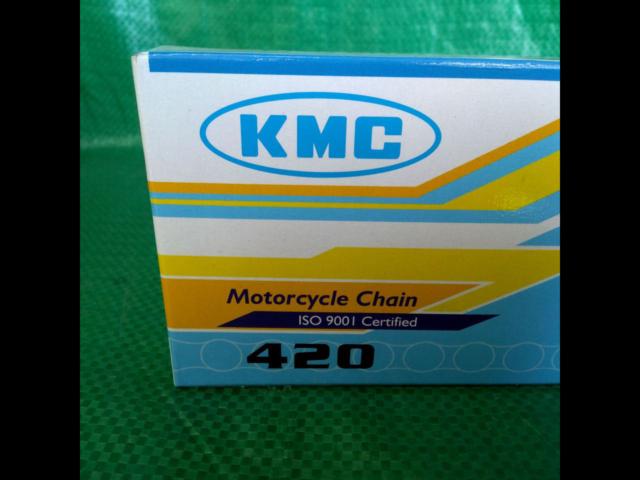 KMC
Motorcycle Chain
ISO 9001 Certified
420